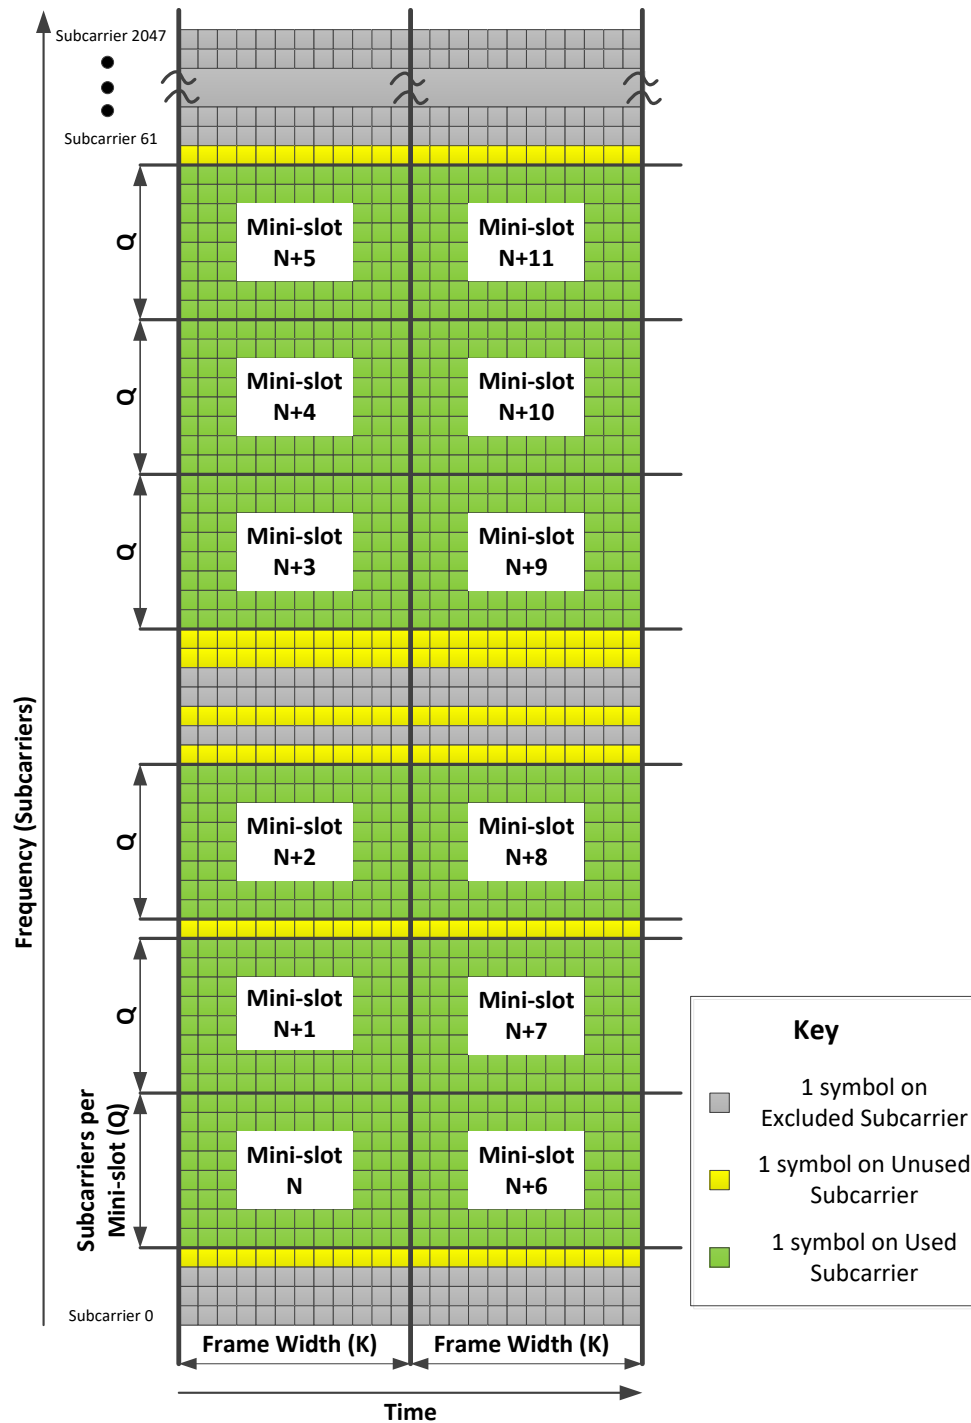 Subcarrier 2047
Subcarrier 61
Q
Mini-slot
N+5
Mini-slot
N+11
Q
Mini-slot
N+4
Mini-slot
N+10
Q
Mini-slot
N+3
Mini-slot
N+9
Frequency (Subcarriers)
Q
Mini-slot
N+2
Mini-slot
N+8
Q
Mini-slot
N+1
Mini-slot
N+7
Subcarriers per
Mini-slot (Q)
Mini-slot
N
Mini-slot
N+6
Subcarrier 0
Frame Width (K)
Frame Width (K)
Time
Key
1 symbol on
Excluded Subcarrier
1 symbol on Unused
Subcarrier
1 symbol on Used
Subcarrier